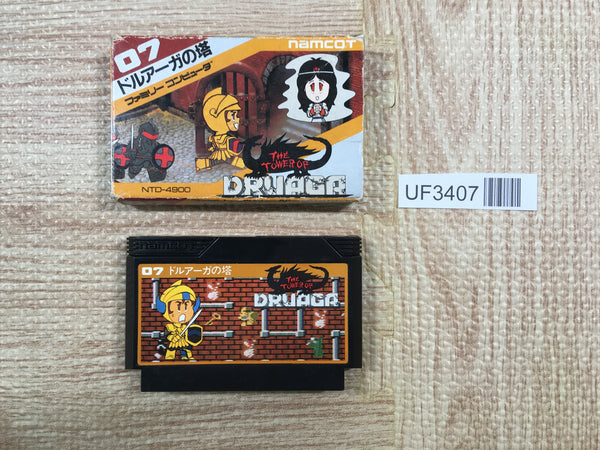 07
ドルアーガの塔
ファミリーコンピュータ
namcoT
THE
TOWER OF
DRUAGA
NTD-4900
UF3407
namcoT
07 ドルアーガの塔
THE
TOWER OF
DRUAGA